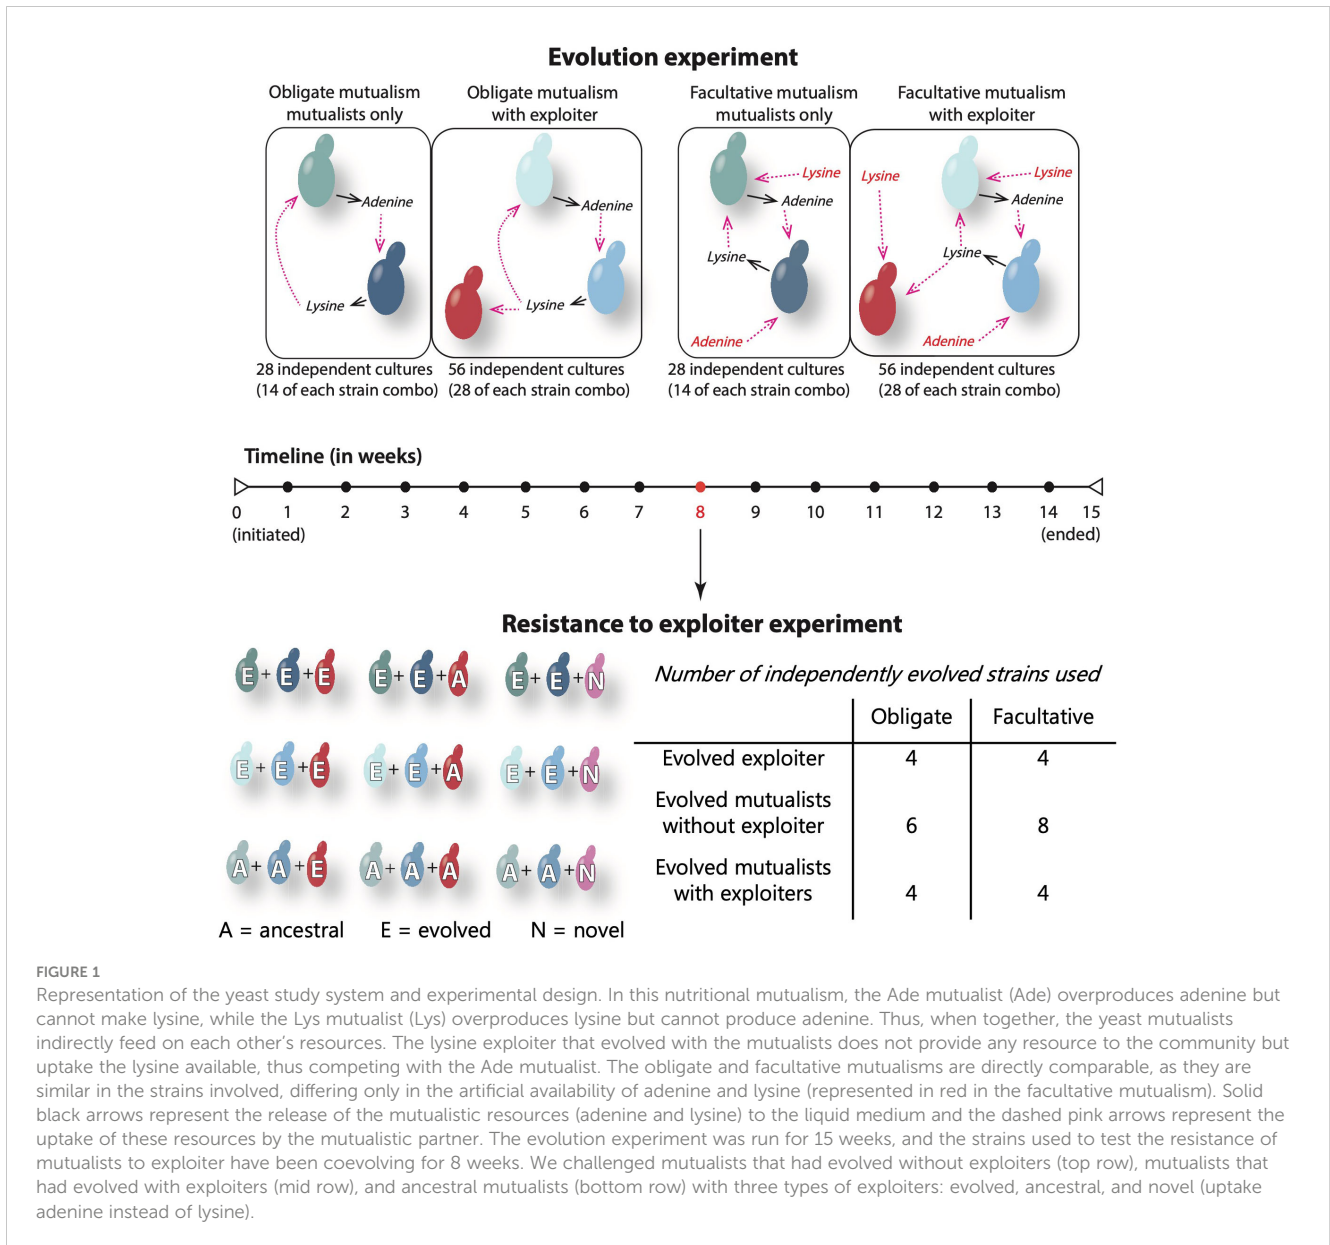 Evolution experiment
Obligate mutualism
mutualists only
Obligate mutualism
with exploiter
Facultative mutualism
mutualists only
Facultative mutualism
with exploiter
Adenine
Lysine
Adenine
Lysine
Lysine
Adenine
Lysine
Adenine
Lysine
Lysine
Adenine
Lysine
Adenine
28 independent cultures
(14 of each strain combo)
56 independent cultures
(28 of each strain combo)
28 independent cultures
(14 of each strain combo)
56 independent cultures
(28 of each strain combo)
Timeline (in weeks)
0 1 2 3 4 5 6 7 8 9 10 11 12 13 14 15
(initiated) (ended)
Resistance to exploiter experiment
E + E + E E + E + A E + E + N
E + E + E E + E + A E + E + N
A + A + E A + A + A A + A + N
A = ancestral E = evolved N = novel
Number of independently evolved strains used
Obligate Facultative
Evolved exploiter 4 4
Evolved mutualists
without exploiter 6 8
Evolved mutualists
with exploiters 4 4
FIGURE 1
Representation of the yeast study system and experimental design. In this nutritional mutualism, the Ade mutualist (Ade) overproduces adenine but
cannot make lysine, while the Lys mutualist (Lys) overproduces lysine but cannot produce adenine. Thus, when together, the yeast mutualists
indirectly feed on each other's resources. The lysine exploiter that evolved with the mutualists does not provide any resource to the community but
uptake the lysine available, thus competing with the Ade mutualist. The obligate and facultative mutualisms are directly comparable, as they are
similar in the strains involved, differing only in the artificial availability of adenine and lysine (represented in red in the facultative mutualism). Solid
black arrows represent the release of the mutualistic resources (adenine and lysine) to the liquid medium and the dashed pink arrows represent the
uptake of these resources by the mutualistic partner. The evolution experiment was run for 15 weeks, and the strains used to test the resistance of
mutualists to exploiter have been coevolving for 8 weeks. We challenged mutualists that had evolved without exploiters (top row), mutualists that
had evolved with exploiters (mid row), and ancestral mutualists (bottom row) with three types of exploiters: evolved, ancestral, and novel (uptake
adenine instead of lysine).